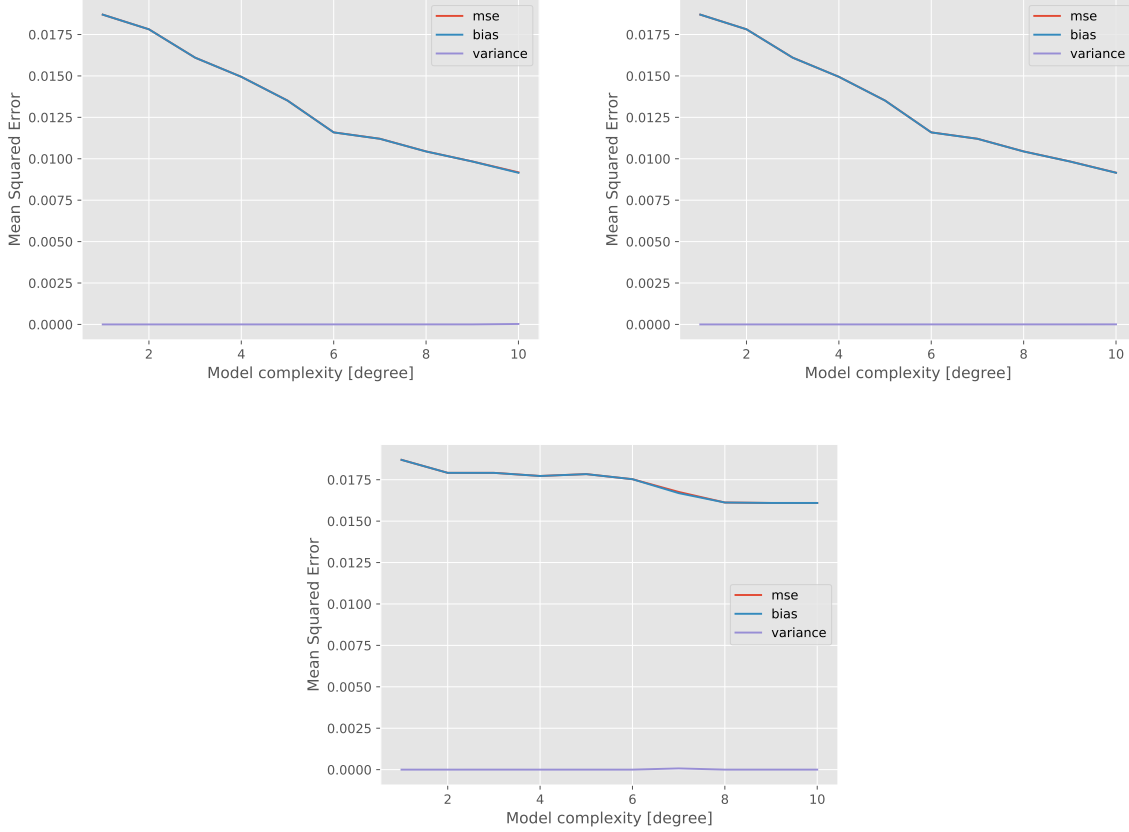 mse
bias
variance
Mean Squared Error
0.0175
0.0150
0.0125
0.0100
0.0075
0.0050
0.0025
0.0000
2 4 6 8 10
Model complexity [degree]
mse
bias
variance
Mean Squared Error
0.0175
0.0150
0.0125
0.0100
0.0075
0.0050
0.0025
0.0000
2 4 6 8 10
Model complexity [degree]
mse
bias
variance
Mean Squared Error
0.0175
0.0150
0.0125
0.0100
0.0075
0.0050
0.0025
0.0000
2 4 6 8 10
Model complexity [degree]